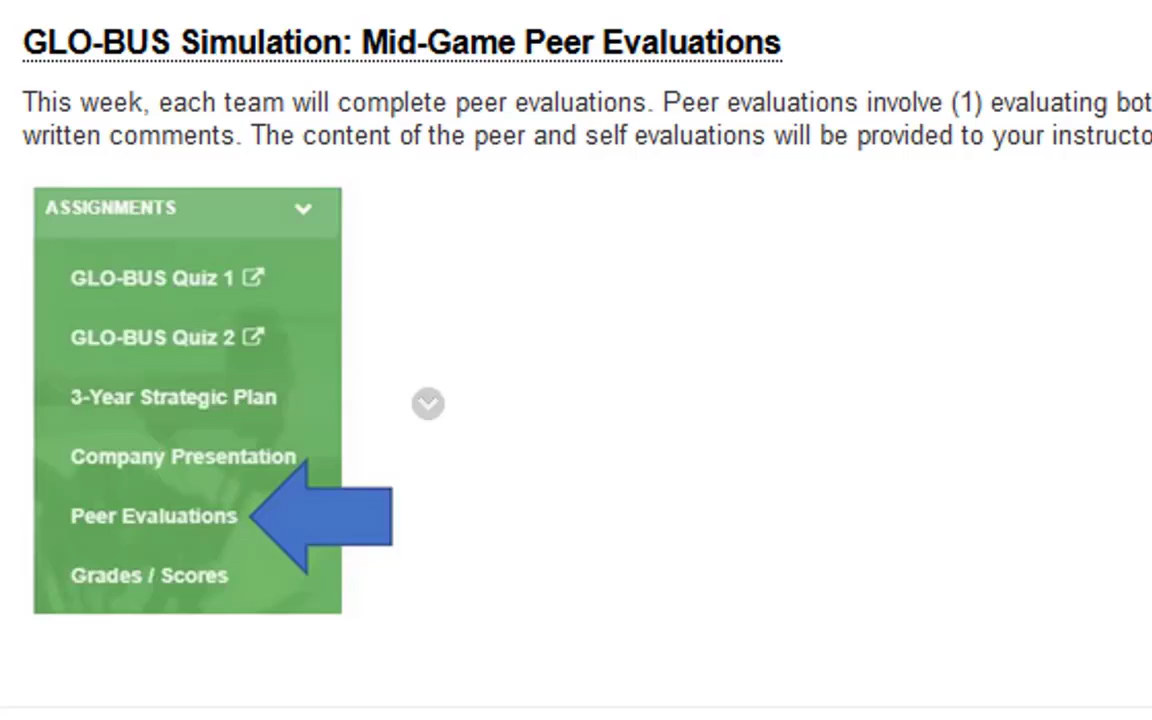 GLO-BUS Simulation: Mid-Game Peer Evaluations
This week, each team will complete peer evaluations. Peer evaluations involve (1) evaluating
written comments. The content of the peer and self evaluations will be provided to your
ASSIGNMENTS
GLO-BUS Quiz 1
GLO-BUS Quiz 2
3-Year Strategic Plan
Company Presentation
Peer Evaluations
Grades / Scores